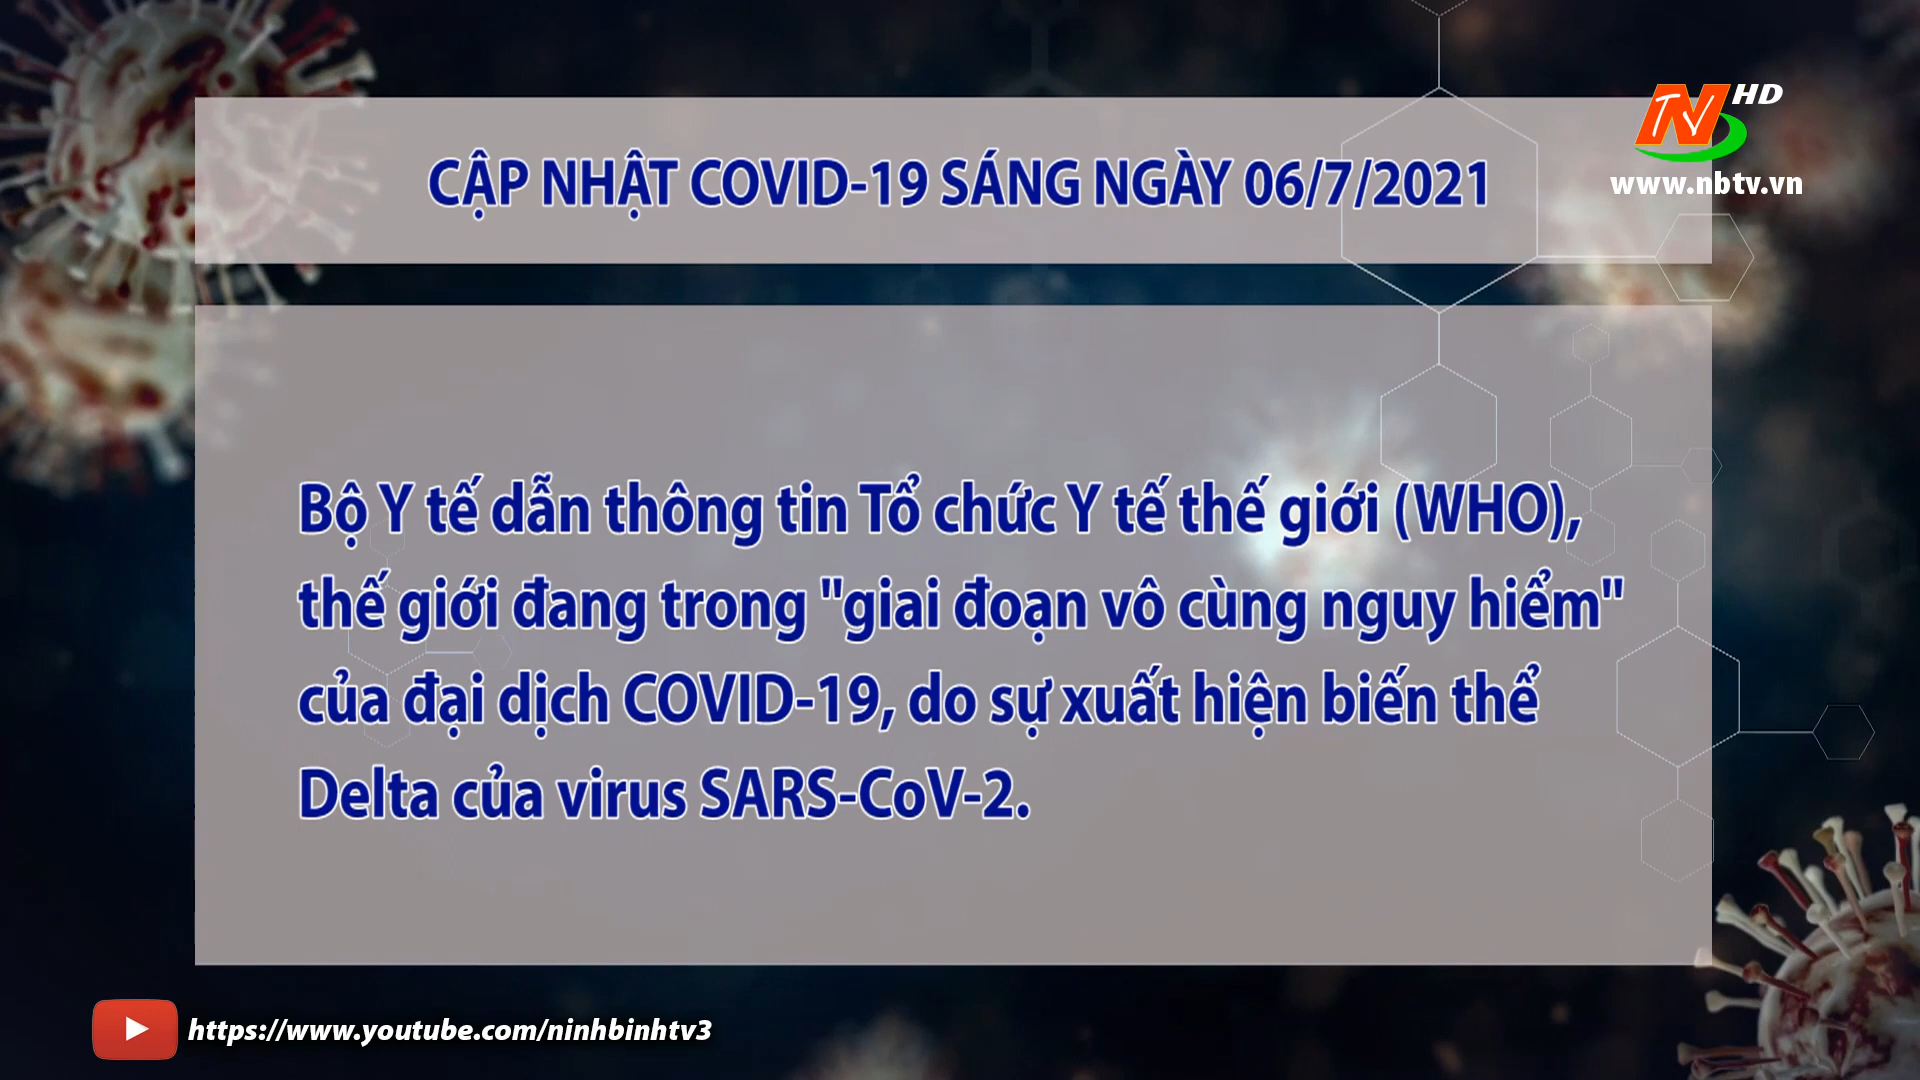 HD
NTV
www.nbtv.vn
CẬP NHẬT COVID-19 SÁNG NGÀY 06/7/2021
Bộ Y tế dẫn thông tin Tổ chức Y tế thế giới (WHO),
thế giới đang trong "giai đoạn vô cùng nguy hiểm"
của đại dịch COVID-19, do sự xuất hiện biến thể
Delta của virus SARS-CoV-2.
https://www.youtube.com/ninhbinhtv3